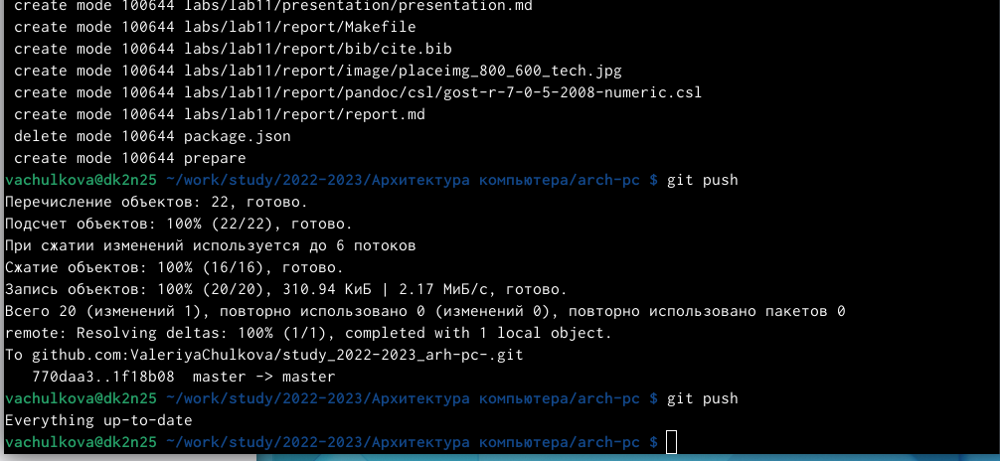 create mode 100644 labs/lab11/presentation/presentation.md
create mode 100644 labs/lab11/report/Makefile
create mode 100644 labs/lab11/report/bib/cite.bib
create mode 100644 labs/lab11/report/image/placeimg_800_600_tech.jpg
create mode 100644 labs/lab11/report/pandoc/csl/gost-r-7-0-5-2008-numeric.csl
create mode 100644 labs/lab11/report/report.md
delete mode 100644 package.json
create mode 100644 prepare
vachulkova@dk2n25 ~/work/study/2022-2023/Архитектура компьютера/arch-pc $ git push
Перечисление объектов: 22, готово.
Подсчет объектов: 100% (22/22), готово.
При сжатии изменений используется до 6 потоков
Сжатие объектов: 100% (16/16), готово.
Запись объектов: 100% (20/20), 310.94 КиБ | 2.17 МиБ/с, готово.
Всего 20 (изменений 1), повторно использовано 0 (изменений 0), повторно использовано пакетов 0
remote: Resolving deltas: 100% (1/1), completed with 1 local object.
To github.com:ValeriyaChulkova/study_2022-2023_arh-pc-.git
770daa3..1f18b08  master -> master
vachulkova@dk2n25 ~/work/study/2022-2023/Архитектура компьютера/arch-pc $ git push
Everything up-to-date
vachulkova@dk2n25 ~/work/study/2022-2023/Архитектура компьютера/arch-pc $